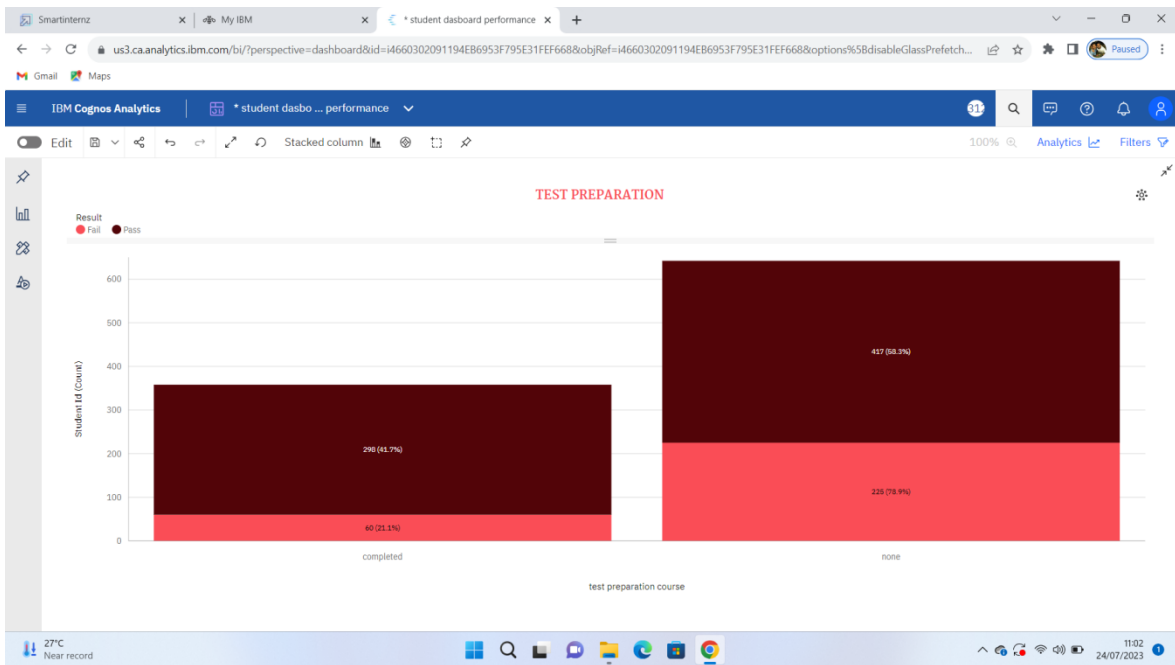 Smartinternz
My IBM
* student dasboard performance
us3.ca.analytics.ibm.com/bi/?perspective=dashboard&id=i4660302091194EB6953F795E31FEF668&objRef=i4660302091194EB6953F795E31FEF668&options%5BdisableGlassPrefetch...
Paused
Gmail
Maps
IBM Cognos Analytics
* student dasbo ... performance
31
Edit
Stacked column
100%
Analytics
Filters
TEST PREPARATION
Result
Fail Pass
Student Id (Count)
600
500
400
300
200
100
0
298 (41.7%)
60 (21.1%)
417 (58.3%)
225 (78.9%)
completed
none
test preparation course
27°C
Near record
11:02
24/07/2023
1